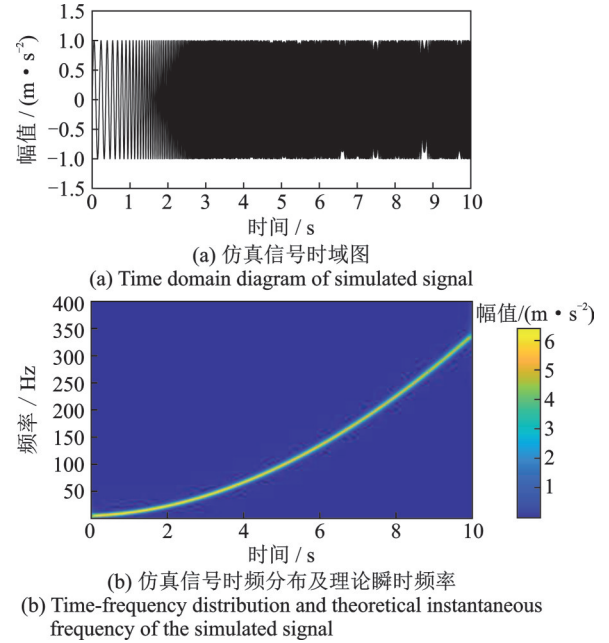 1.5
1.0
0.5
0
−0.5
−1.0
−1.5
幅值 / (m·s⁻²)
0 1 2 3 4 5 6 7 8 9 10
时间 / s
(a) 仿真信号时域图
(a) Time domain diagram of simulated signal
400
350
300
250
200
150
100
50
频率 / Hz
0 2 4 6 8 10
时间 / s
幅值/(m·s⁻²)
6
5
4
3
2
1
(b) 仿真信号时频分布及理论瞬时频率
(b) Time-frequency distribution and theoretical instantaneous
frequency of the simulated signal